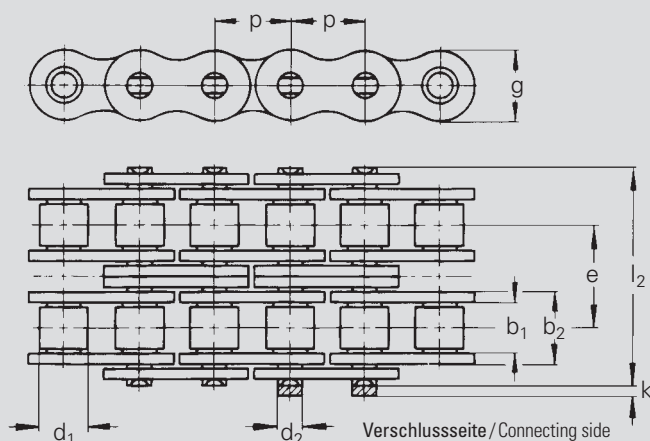 p p
g
e
l2
b1 b2
k
d1 d2
Verschlussseite / Connecting side